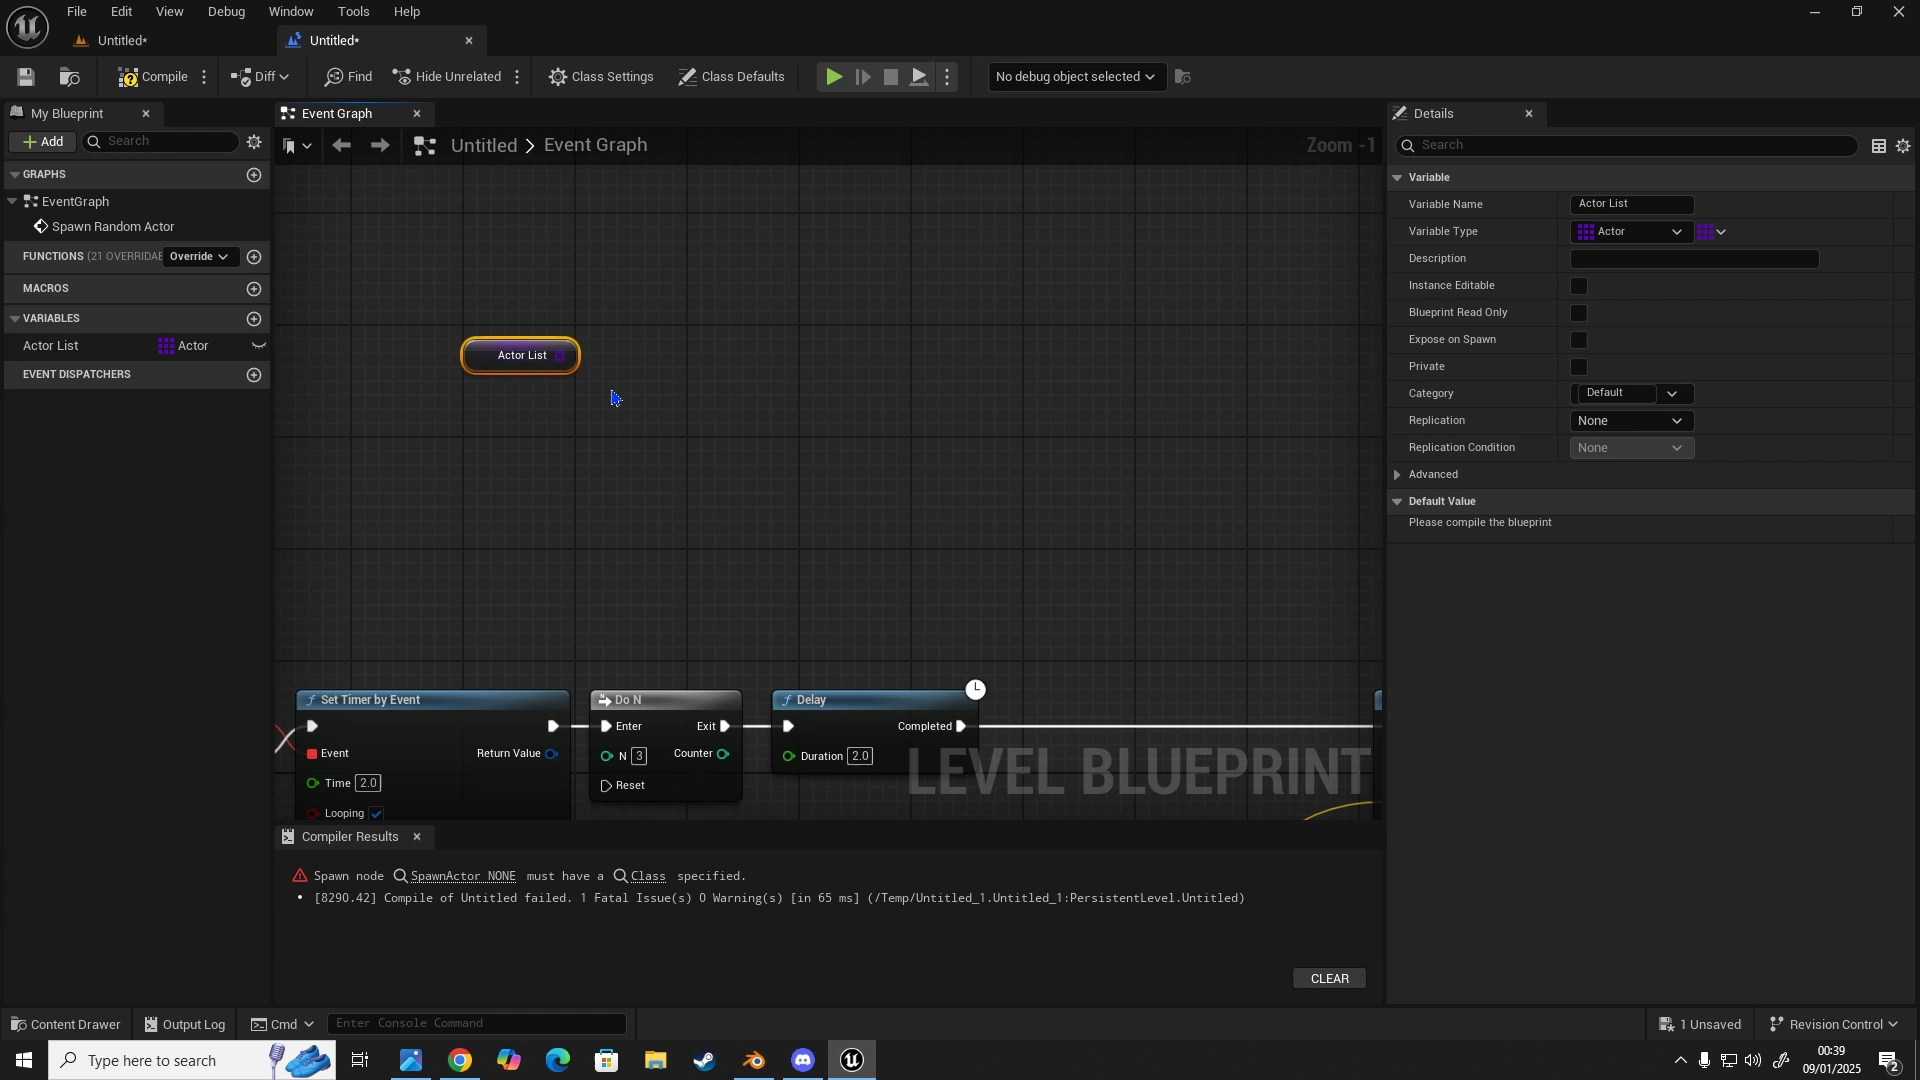 File Edit View Debug Window Tools Help
Untitled*
Untitled*
Compile
Diff
Find
Hide Unrelated
Class Settings
Class Defaults
No debug object selected
My Blueprint
Event Graph
Details
Add
Search
Untitled > Event Graph
Zoom -1
Search
GRAPHS
EventGraph
Spawn Random Actor
FUNCTIONS (21 OVERRIDAE
Override
MACROS
VARIABLES
Actor List
Actor
EVENT DISPATCHERS
Actor List
Set Timer by Event
Event
Return Value
Time 2.0
Looping
Do N
Enter
Exit
N 3
Counter
Reset
Delay
Completed
Duration 2.0
LEVEL BLUEPRINT
Variable
Variable Name
Actor List
Variable Type
Actor
Description
Instance Editable
Blueprint Read Only
Expose on Spawn
Private
Category
Default
Replication
None
Replication Condition
None
Advanced
Default Value
Please compile the blueprint
Compiler Results
Spawn node SpawnActor NONE must have a Class specified.
[8290.42] Compile of Untitled failed. 1 Fatal Issue(s) 0 Warning(s) [in 65 ms] (/Temp/Untitled_1.Untitled_1:PersistentLevel.Untitled)
CLEAR
Content Drawer
Output Log
Cmd
Enter Console Command
1 Unsaved
Revision Control
Type here to search
00:39
09/01/2025
2